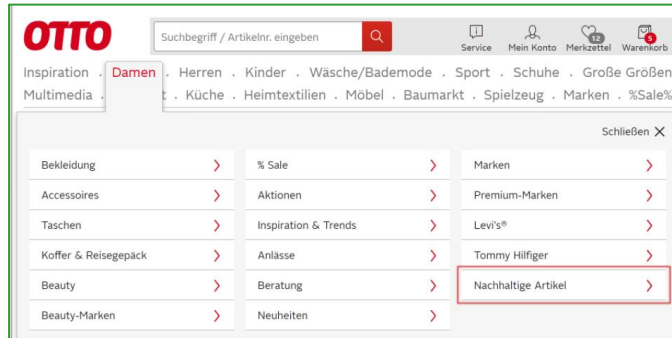 OTTO
Suchbegriff / Artikelnr. eingeben
Service Mein Konto 12 Merkzettel 5 Warenkorb
Inspiration . Damen . Herren . Kinder . Wäsche/Bademode . Sport . Schuhe . Große Größen
Multimedia . t . Küche . Heimtextilien . Möbel . Baumarkt . Spielzeug . Marken . %Sale%
Schließen X
Bekleidung > % Sale > Marken >
Accessoires > Aktionen > Premium-Marken >
Taschen > Inspiration & Trends > Levi's® >
Koffer & Reisegepäck > Anlässe > Tommy Hilfiger >
Beauty > Beratung > Nachhaltige Artikel >
Beauty-Marken > Neuheiten >